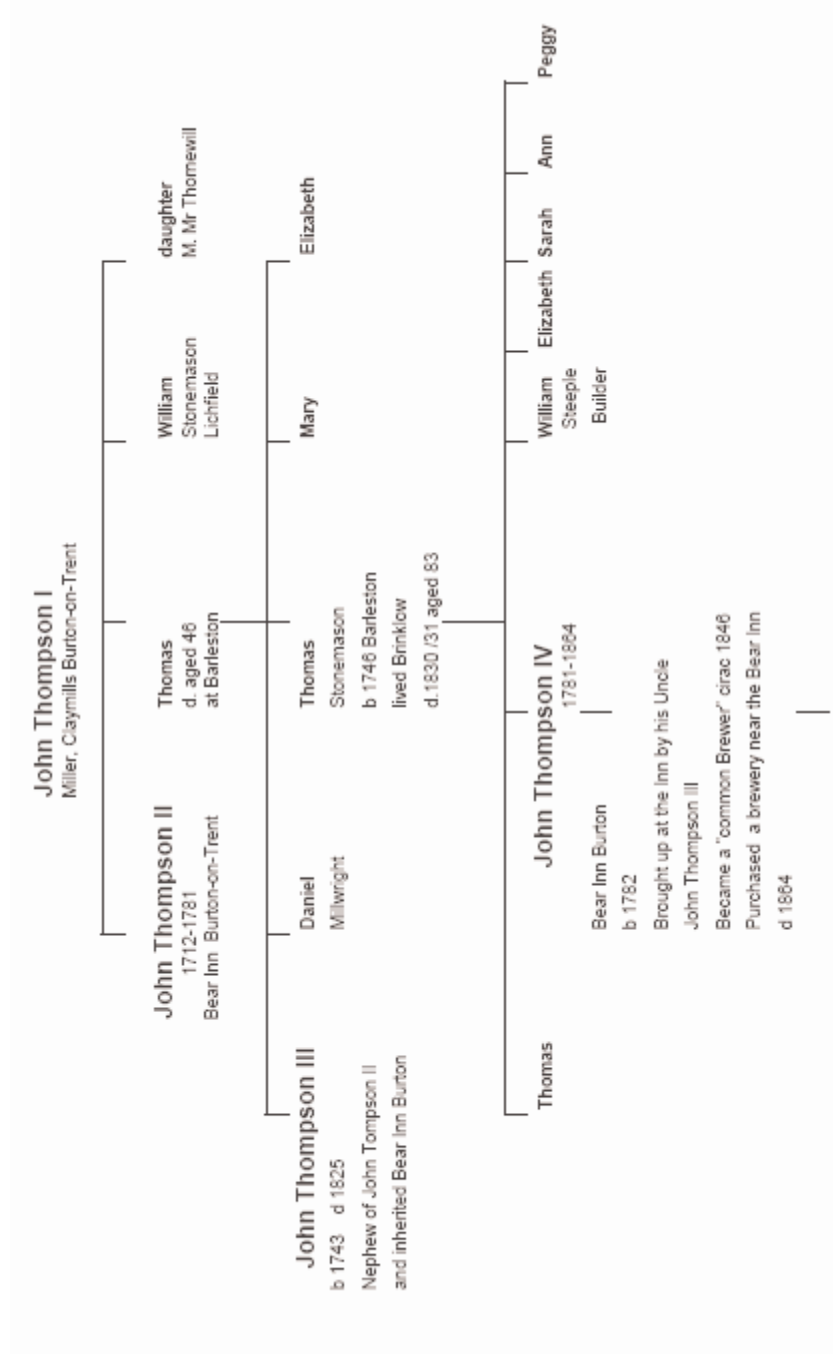 John Thompson I
Miller, Claymills Burton-on-Trent
John Thompson II
1712-1781
Bear Inn Burton-on-Trent
Thomas
d. aged 46
at Barleston
William
Stonemason
Lichfield
daughter
M. Mr Thornewill
John Thompson III
b 1743 d 1825
Nephew of John Tompson II
and inherited Bear Inn Burton
Daniel
Millwright
Thomas
Stonemason
b 1746 Barleston
lived Brinklow
d.1830 /31 aged 83
Mary
Elizabeth
Thomas
John Thompson IV
1781-1864
Bear Inn Burton
b 1782
Brought up at the Inn by his Uncle
John Thompson III
Became a "common Brewer" cirac 1846
Purchased a brewery near the Bear Inn
d 1864
William
Steeple
Builder
Elizabeth
Sarah
Ann
Peggy